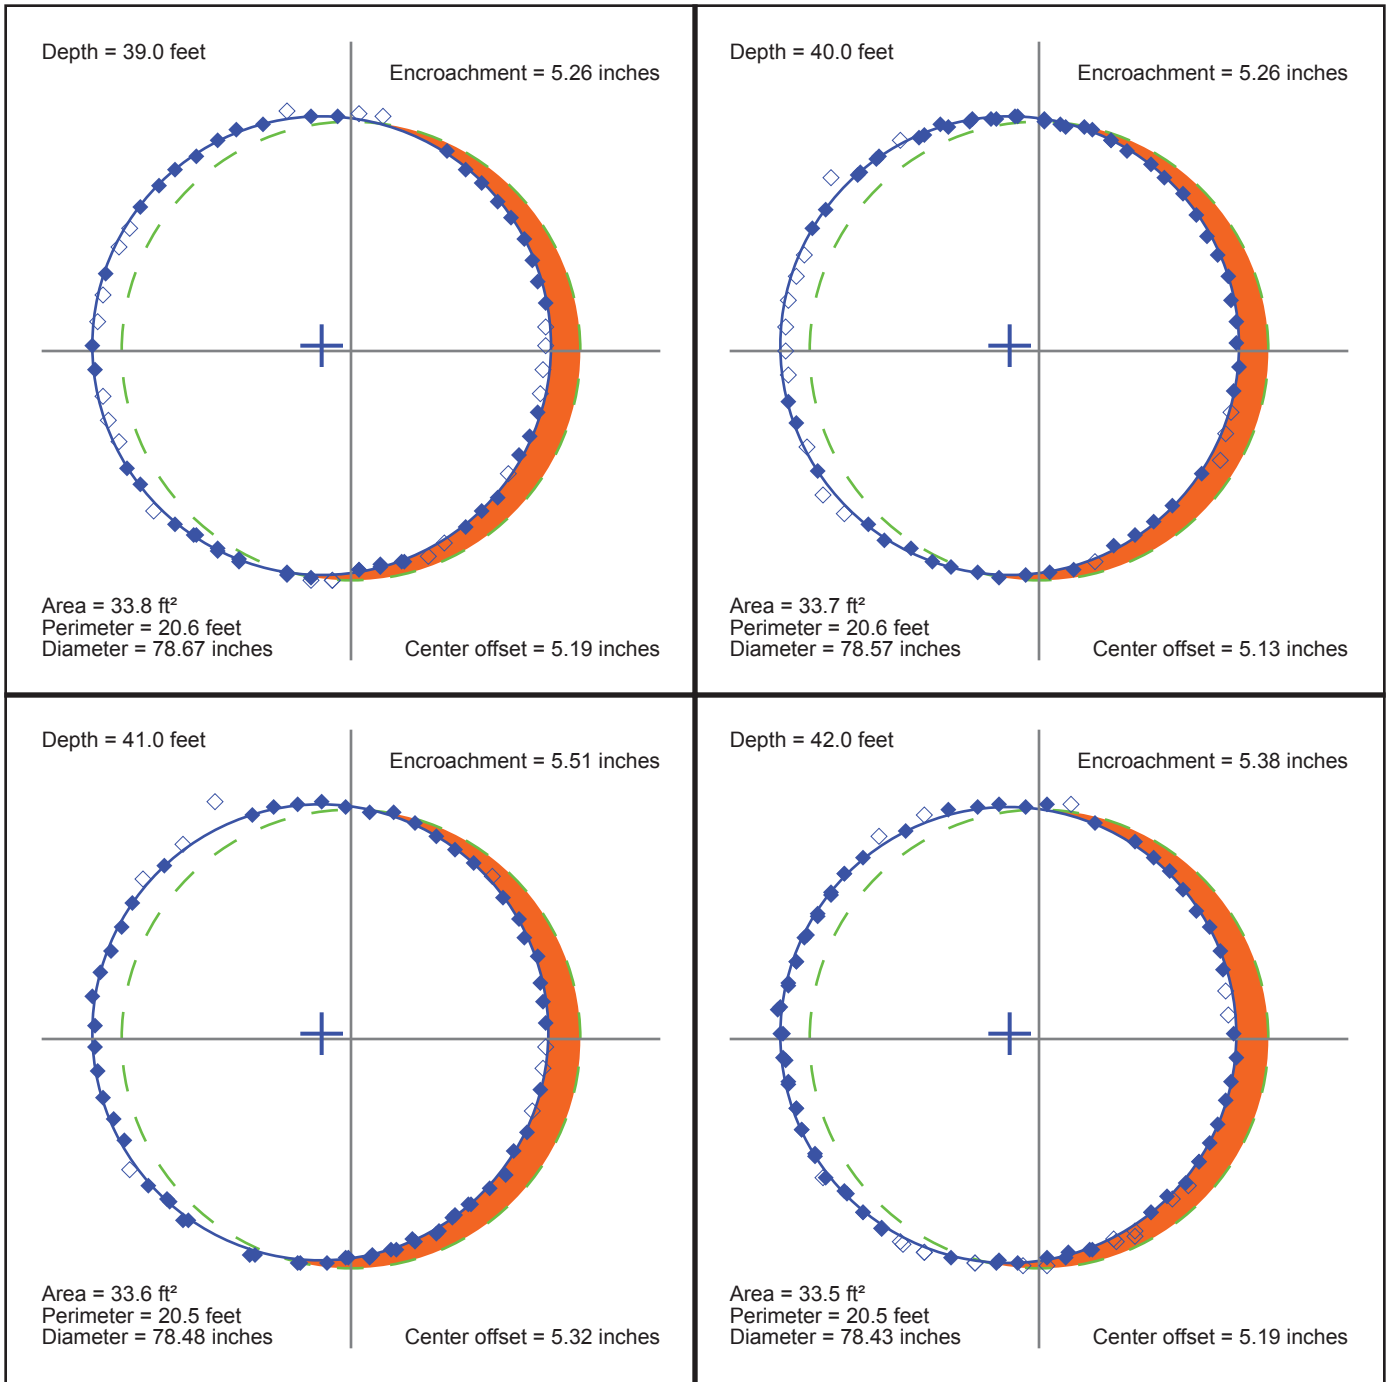 Depth = 39.0 feet
Encroachment = 5.26 inches
Area = 33.8 ft²
Perimeter = 20.6 feet
Diameter = 78.67 inches
Center offset = 5.19 inches
Depth = 40.0 feet
Encroachment = 5.26 inches
Area = 33.7 ft²
Perimeter = 20.6 feet
Diameter = 78.57 inches
Center offset = 5.13 inches
Depth = 41.0 feet
Encroachment = 5.51 inches
Area = 33.6 ft²
Perimeter = 20.5 feet
Diameter = 78.48 inches
Center offset = 5.32 inches
Depth = 42.0 feet
Encroachment = 5.38 inches
Area = 33.5 ft²
Perimeter = 20.5 feet
Diameter = 78.43 inches
Center offset = 5.19 inches